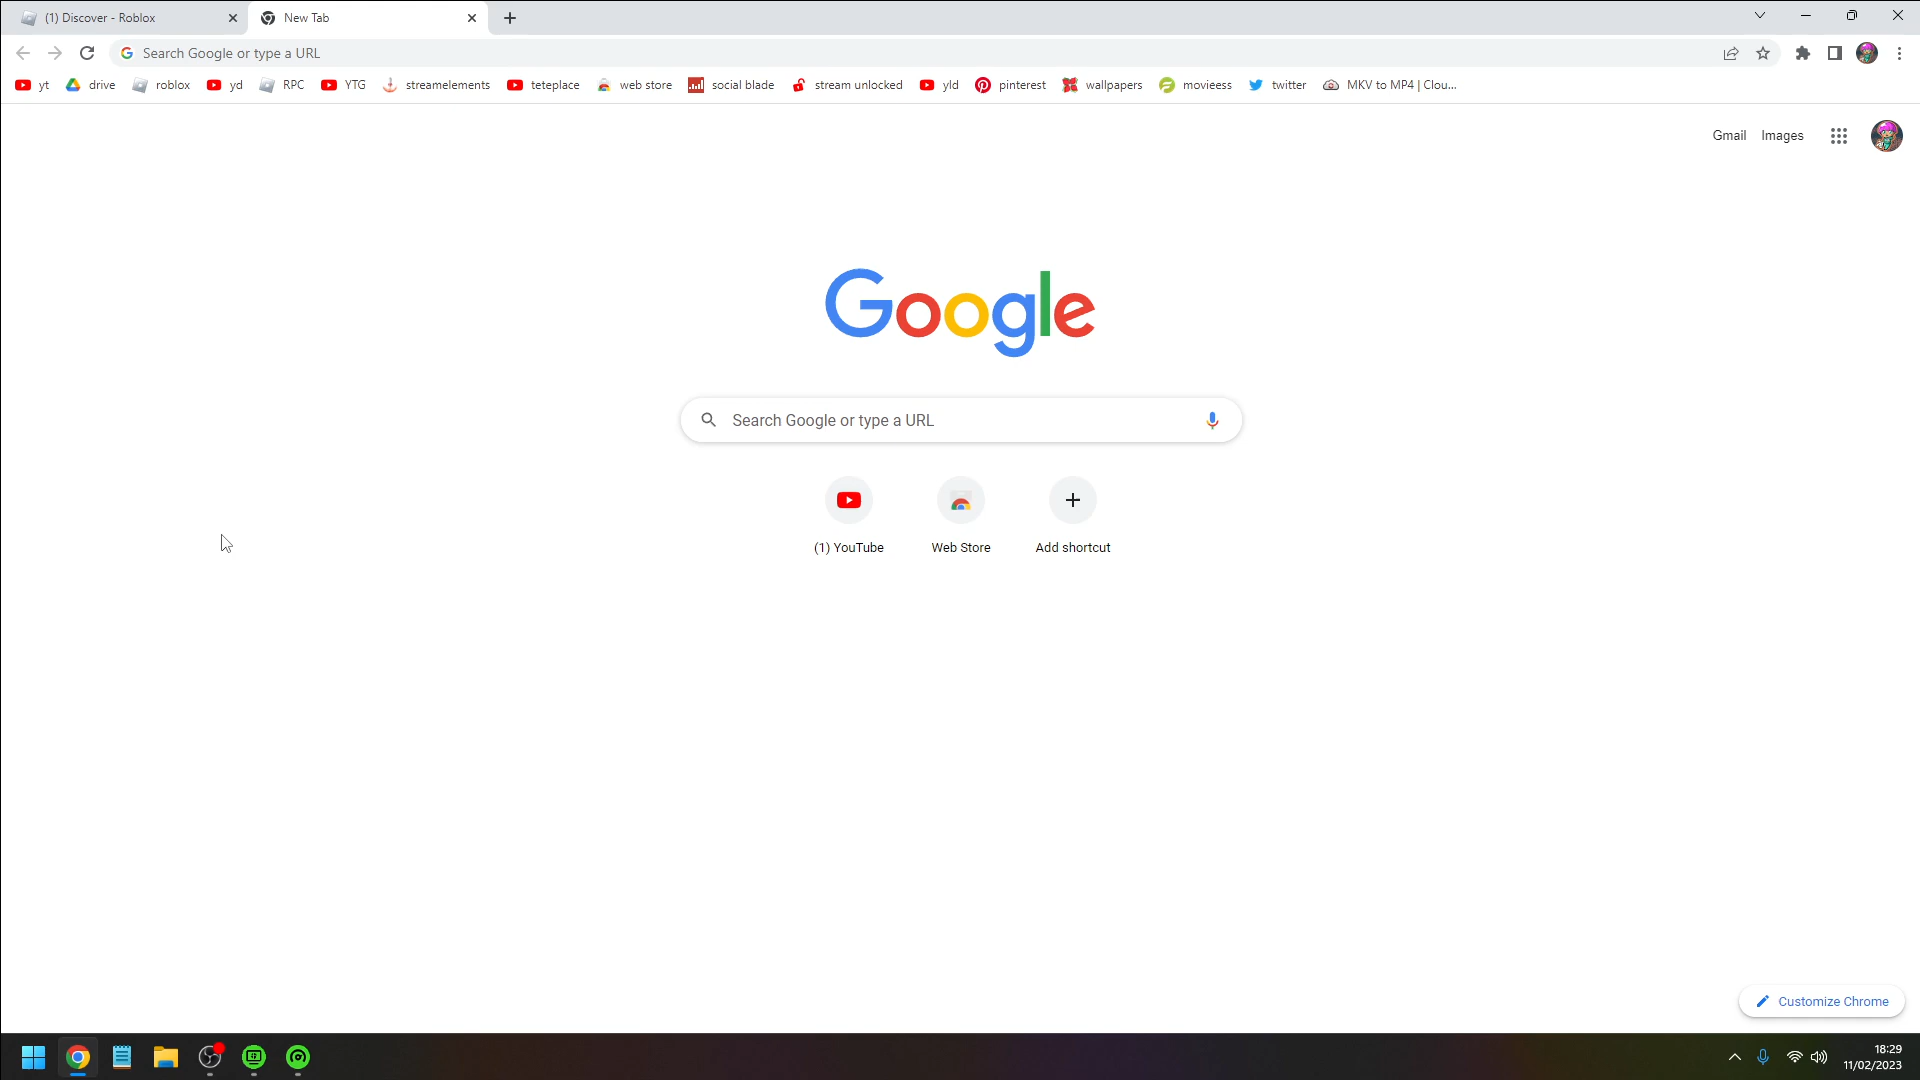 (1) Discover - Roblox
New Tab
Search Google or type a URL
yt drive roblox yd RPC YTG streamelements teteplace web store social blade stream unlocked yld pinterest wallpapers movieess twitter MKV to MP4 | Clou...
Gmail Images
Google
Search Google or type a URL
(1) YouTube Web Store Add shortcut
Customize Chrome
18:29
11/02/2023